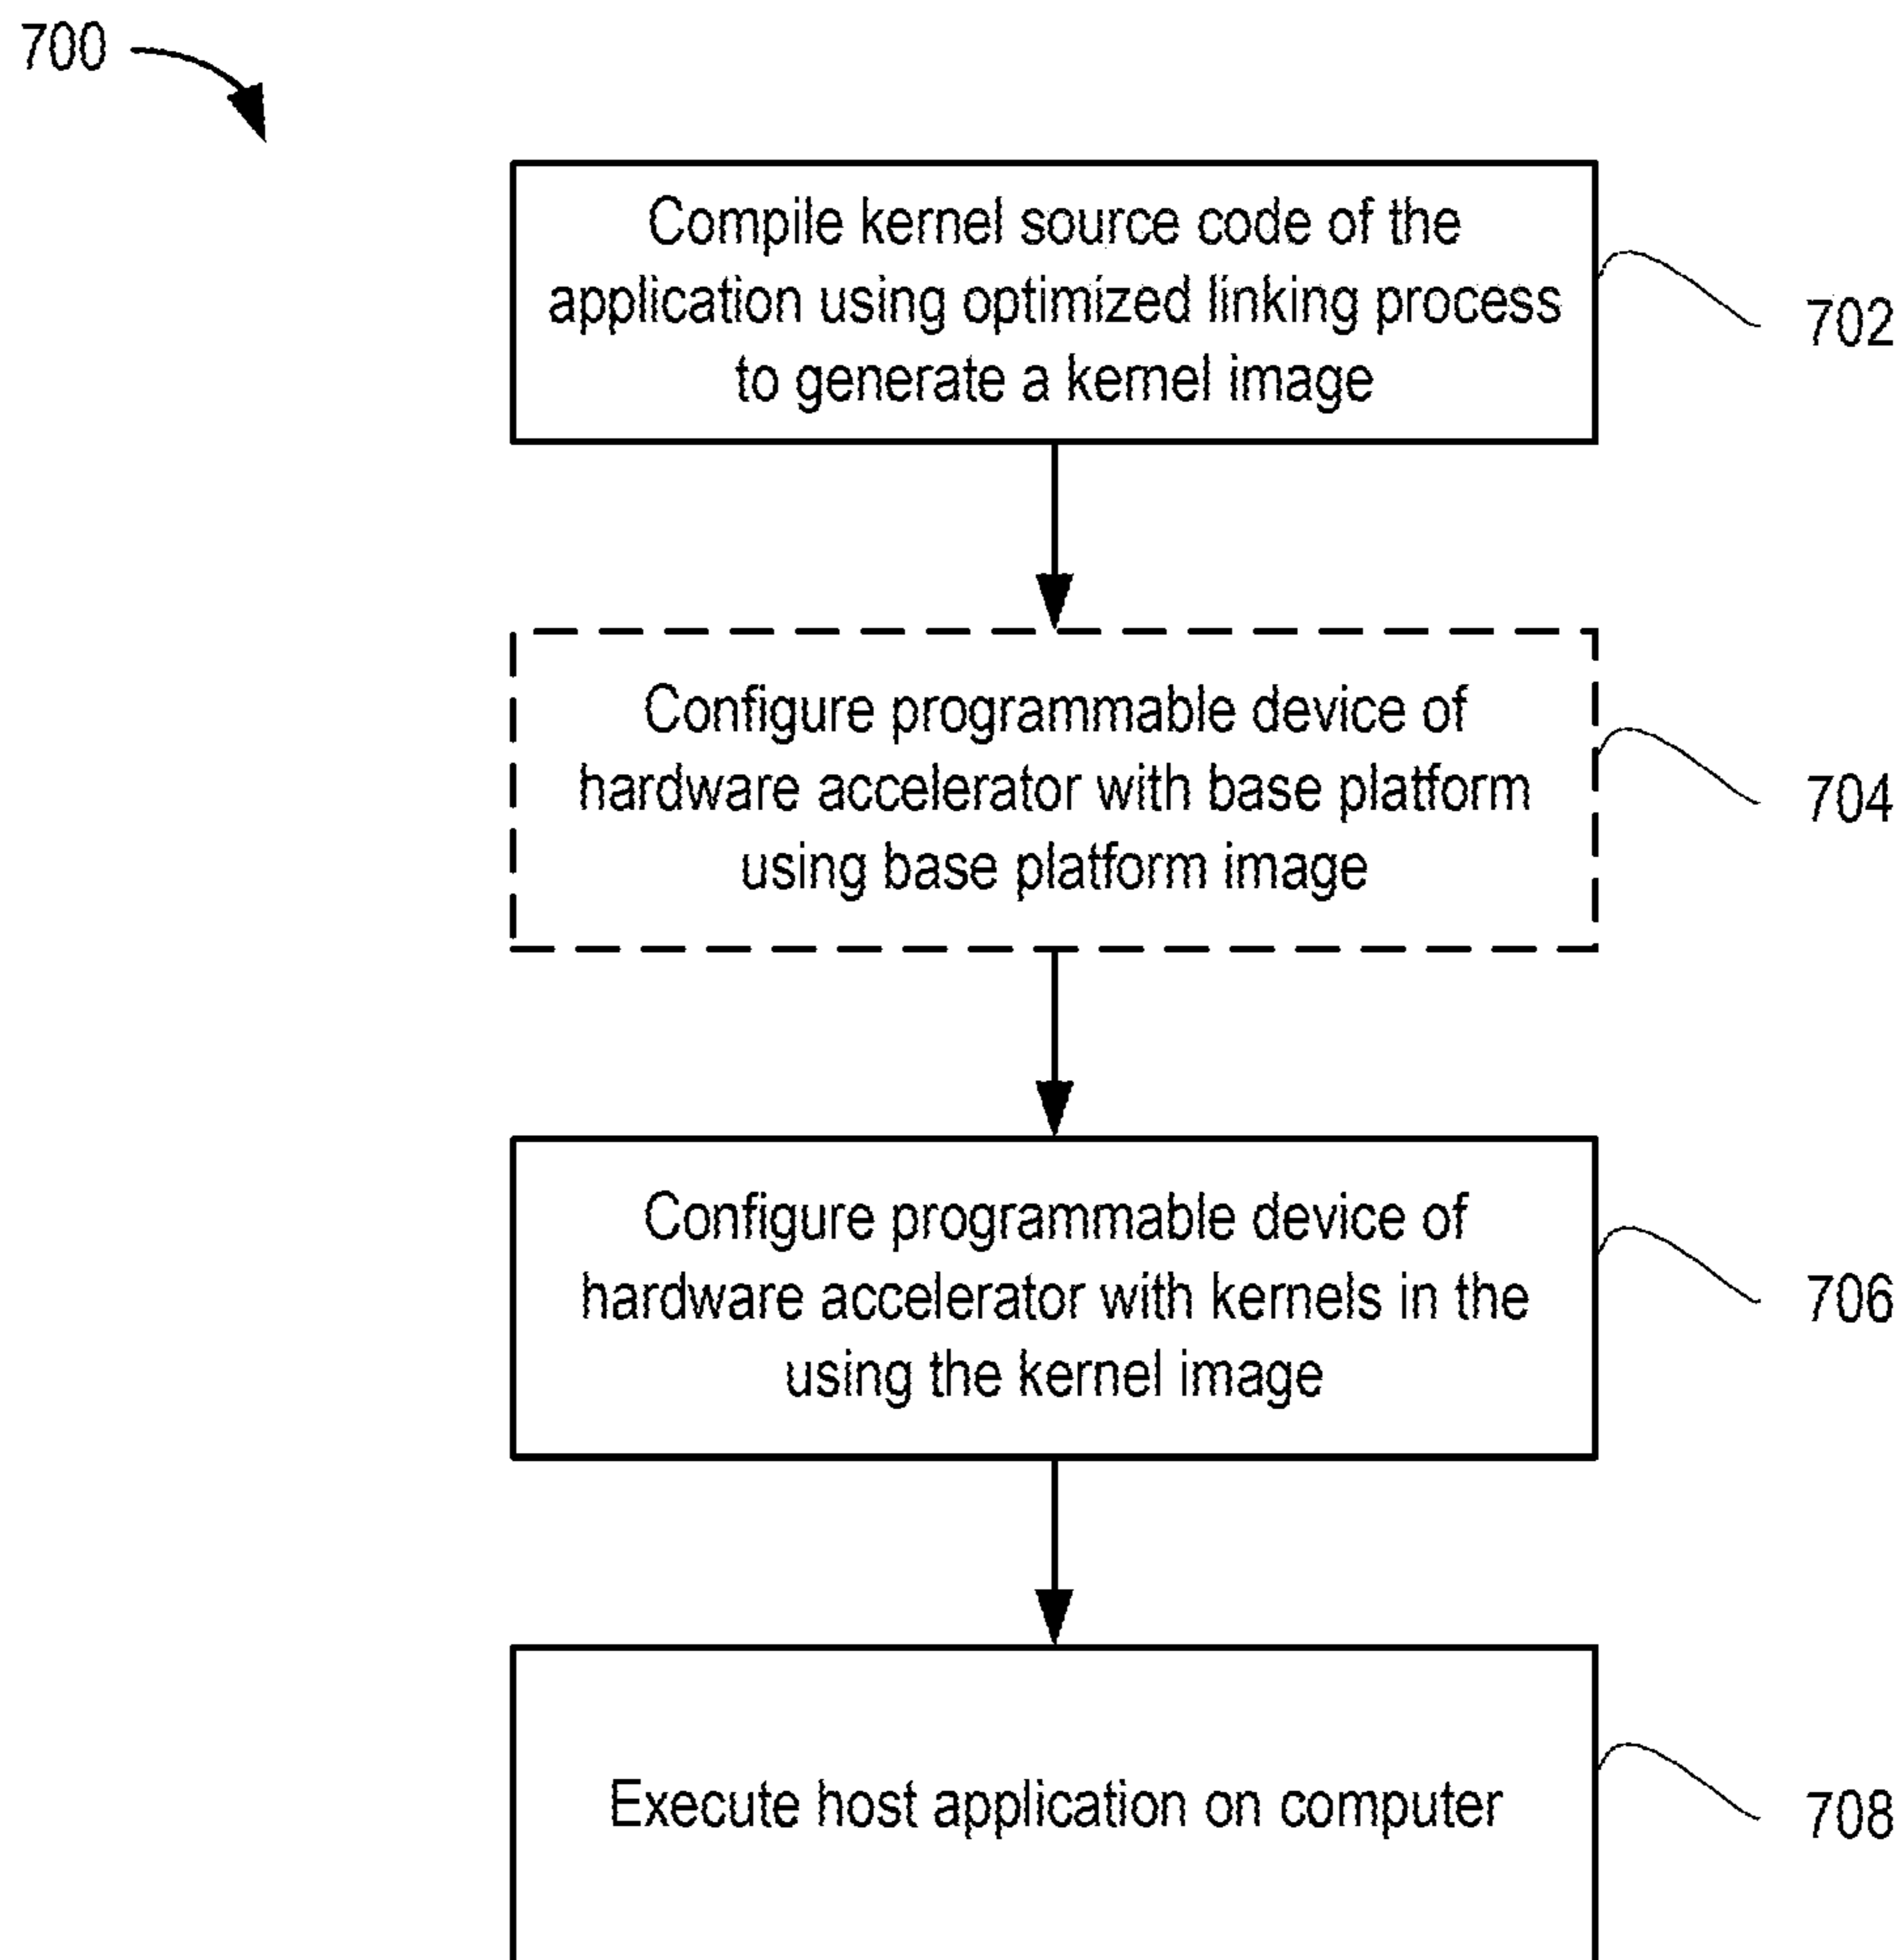 700
Compile kernel source code of the
application using optimized linking process
to generate a kernel image
702
Configure programmable device of
hardware accelerator with base platform
using base platform image
704
Configure programmable device of
hardware accelerator with kernels in the
using the kernel image
706
Execute host application on computer
708